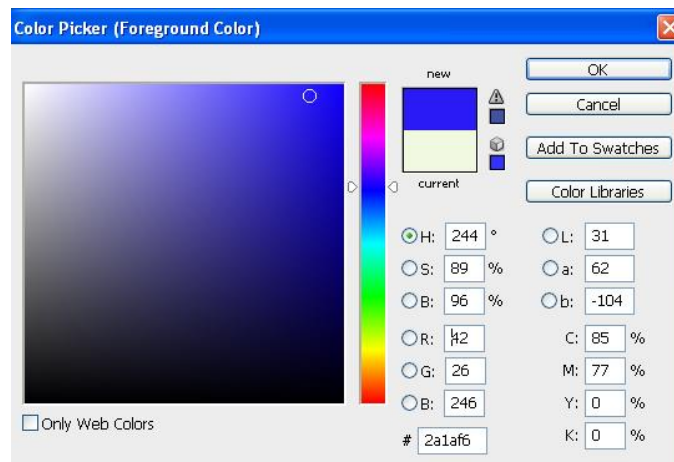 Color Picker (Foreground Color)
new
current
OK
Cancel
Add To Swatches
Color Libraries
H: 244 °
S: 89 %
B: 96 %
R: 42
G: 26
B: 246
# 2a1af6
L: 31
a: 62
b: -104
C: 85 %
M: 77 %
Y: 0 %
K: 0 %
Only Web Colors